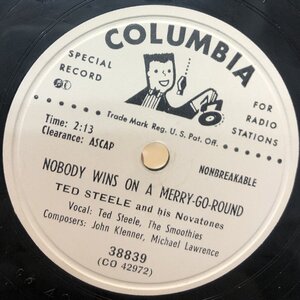 COLUMBIA
SPECIAL
RECORD
FOR
RADIO
STATIONS
Trade Mark Reg. U. S. Pat. Off.
Time: 2:13
Clearance: ASCAP
NONBREAKABLE
NOBODY WINS ON A MERRY-GO-ROUND
TED STEELE and his Novatones
Vocal: Ted Steele, The Smoothies
Composers: John Klenner, Michael Lawrence
38839
(CO 42972)